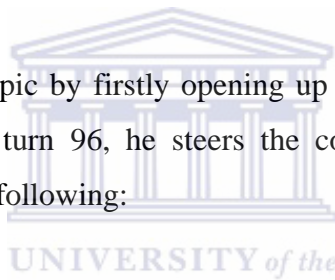 pic by firstly opening up
turn 96, he steers the co
following:
UNIVERSITY of the